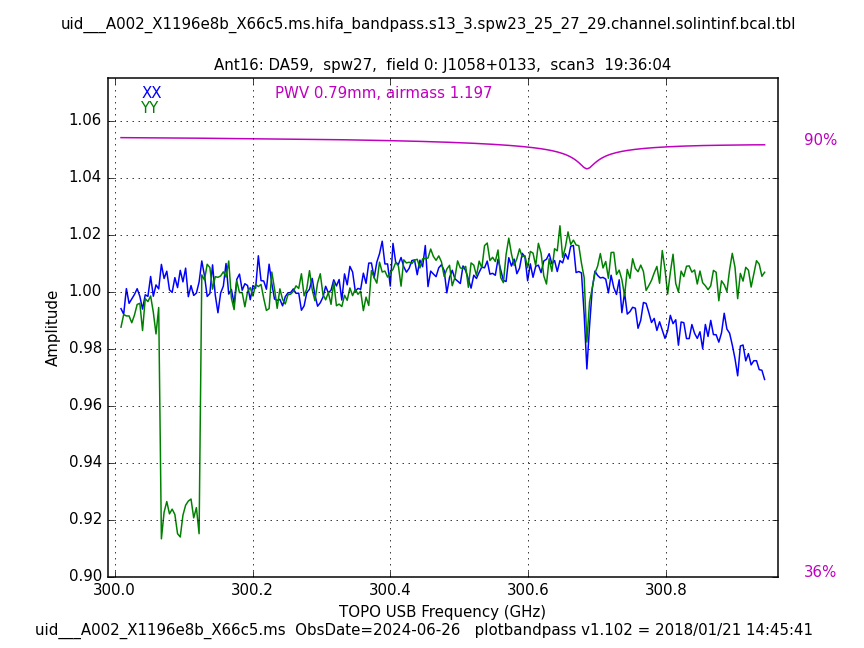 uid___A002_X1196e8b_X66c5.ms.hifa_bandpass.s13_3.spw23_25_27_29.channel.solintinf.bcal.tbl
Ant16: DA59,  spw27,  field 0: J1058+0133,  scan3  19:36:04
XX
PWV 0.79mm, airmass 1.197
YY
1.06
90%
1.04
1.02
1.00
0.98
Amplitude
0.96
0.94
0.92
0.90
36%
300.0 300.2 300.4 300.6 300.8
TOPO USB Frequency (GHz)
uid___A002_X1196e8b_X66c5.ms  ObsDate=2024-06-26   plotbandpass v1.102 = 2018/01/21 14:45:41